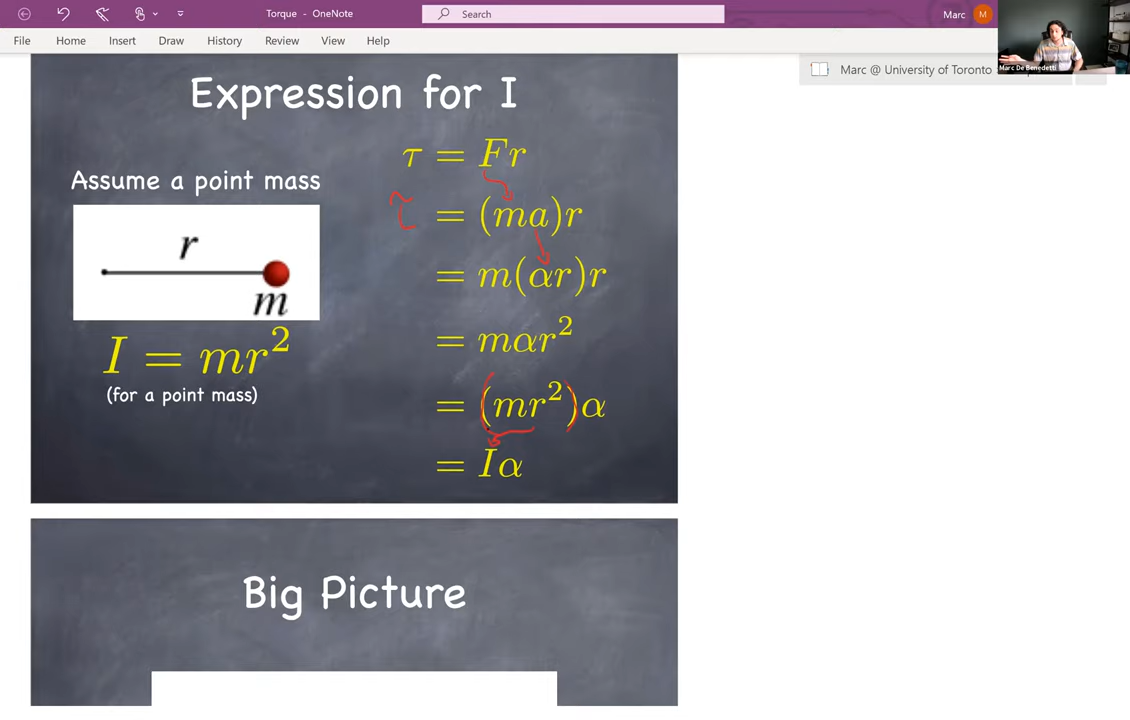 Torque - OneNote
Search
Marc
M
File Home Insert Draw History Review View Help
Marc De Benedetti
Marc @ University of Toronto
Expression for I
Assume a point mass
r
m
I = mr²
(for a point mass)
τ = Fr
τ = (ma)r
= m(αr)r
= mαr²
= (mr²)α
= Iα
Big Picture